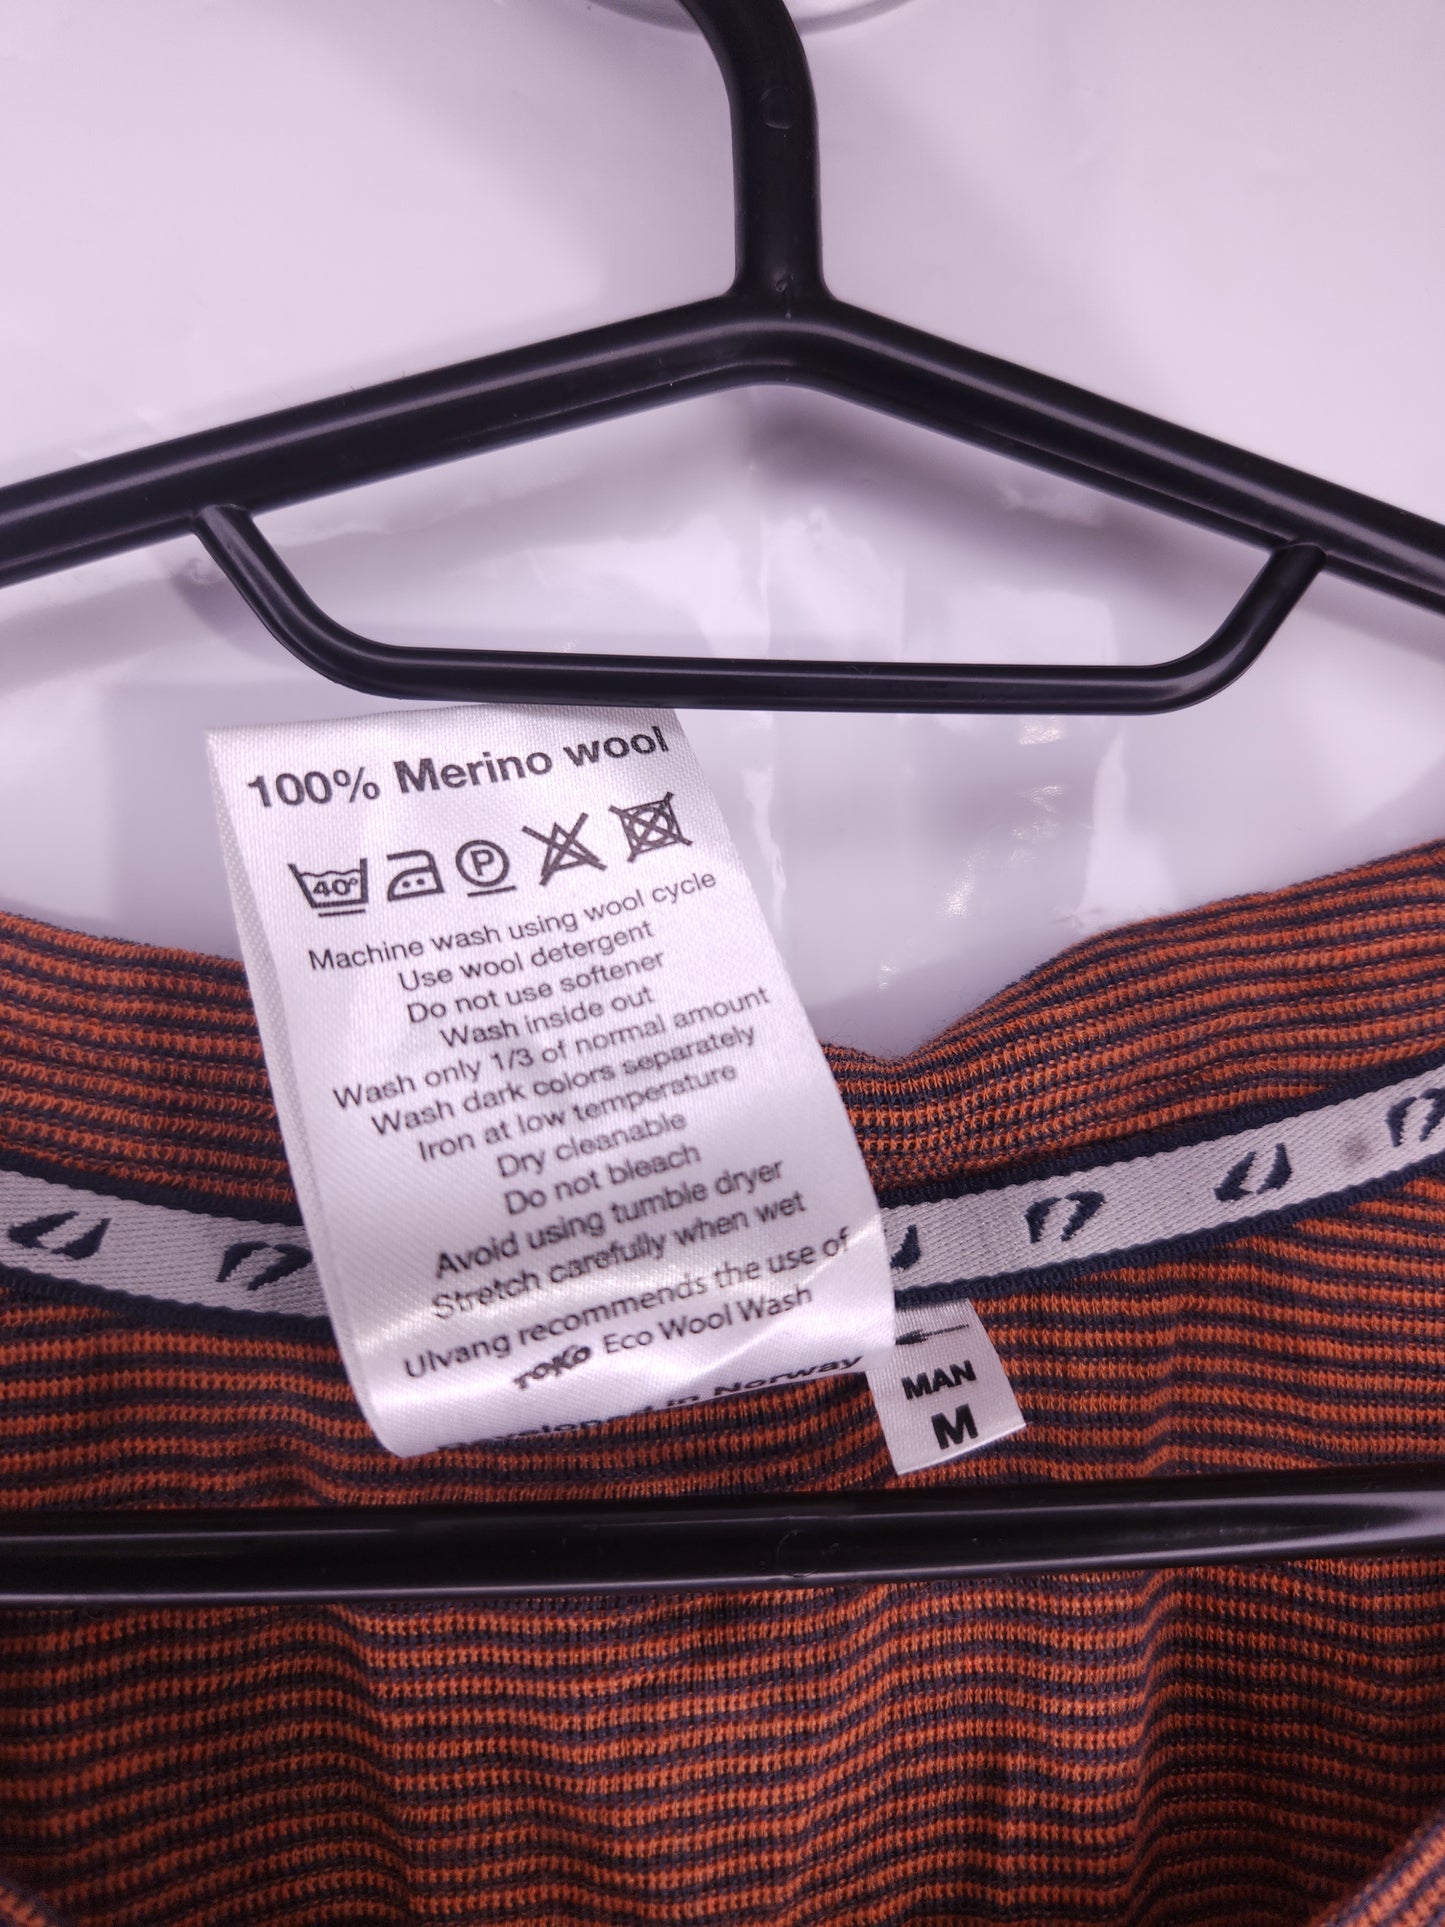 100% Merino wool
40° P
Machine wash using wool cycle
Use wool detergent
Do not use softener
Wash inside out
Wash only 1/3 of normal amount
Wash dark colors separately
Iron at low temperature
Dry cleanable
Do not bleach
Avoid using tumble dryer
Stretch carefully when wet
Ulvang recommends the use of
TOKO Eco Wool Wash
Developed in Norway
MAN
M